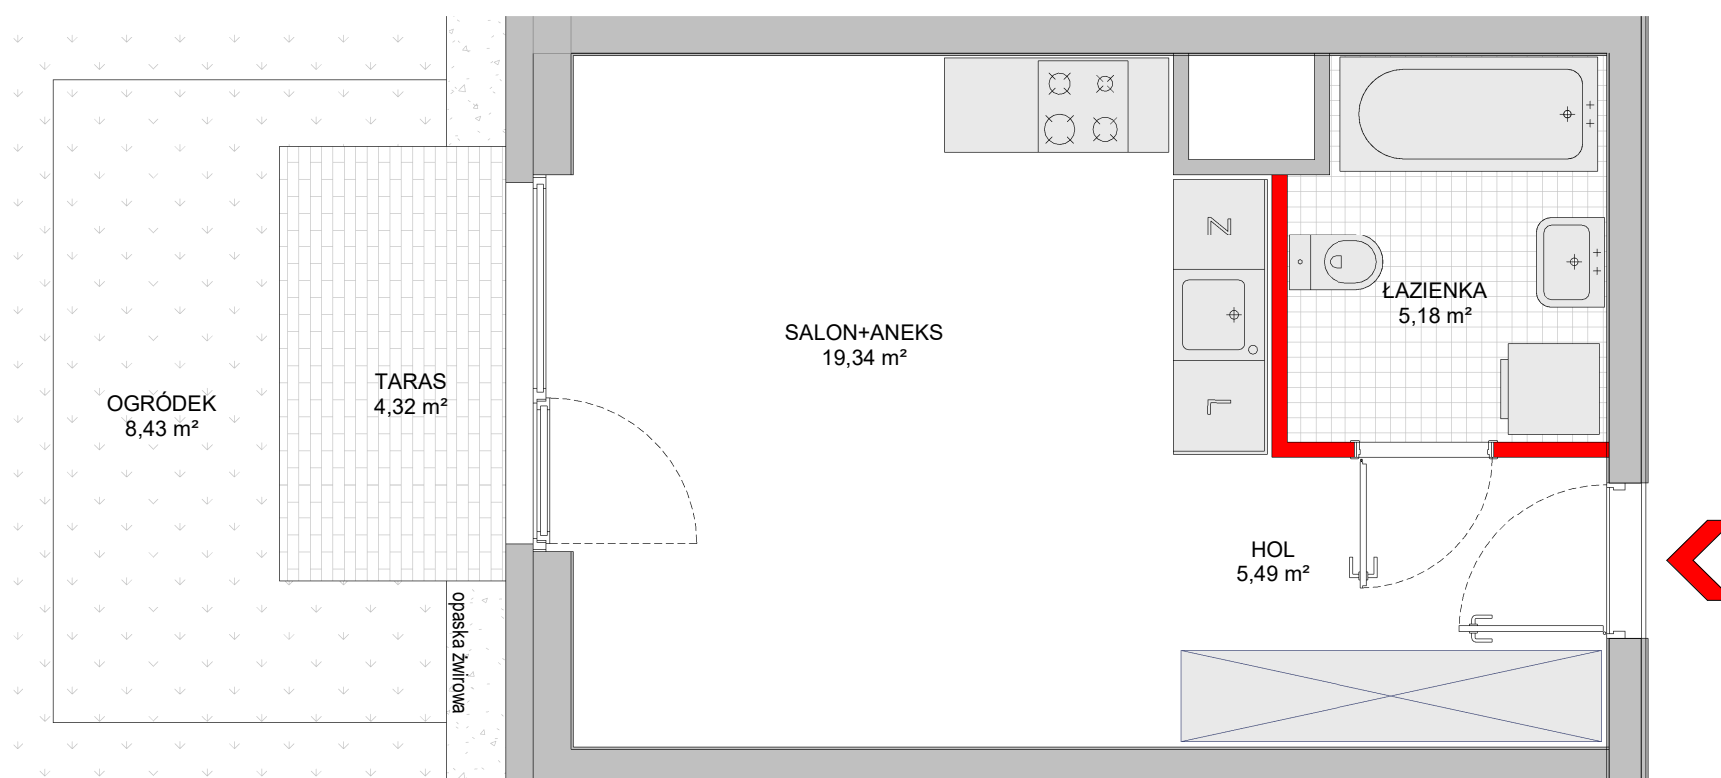 OGRÓDEK
8,43 m²
TARAS
4,32 m²
opaska żwirowa
SALON+ANEKS
19,34 m²
Z
L
ŁAZIENKA
5,18 m²
HOL
5,49 m²